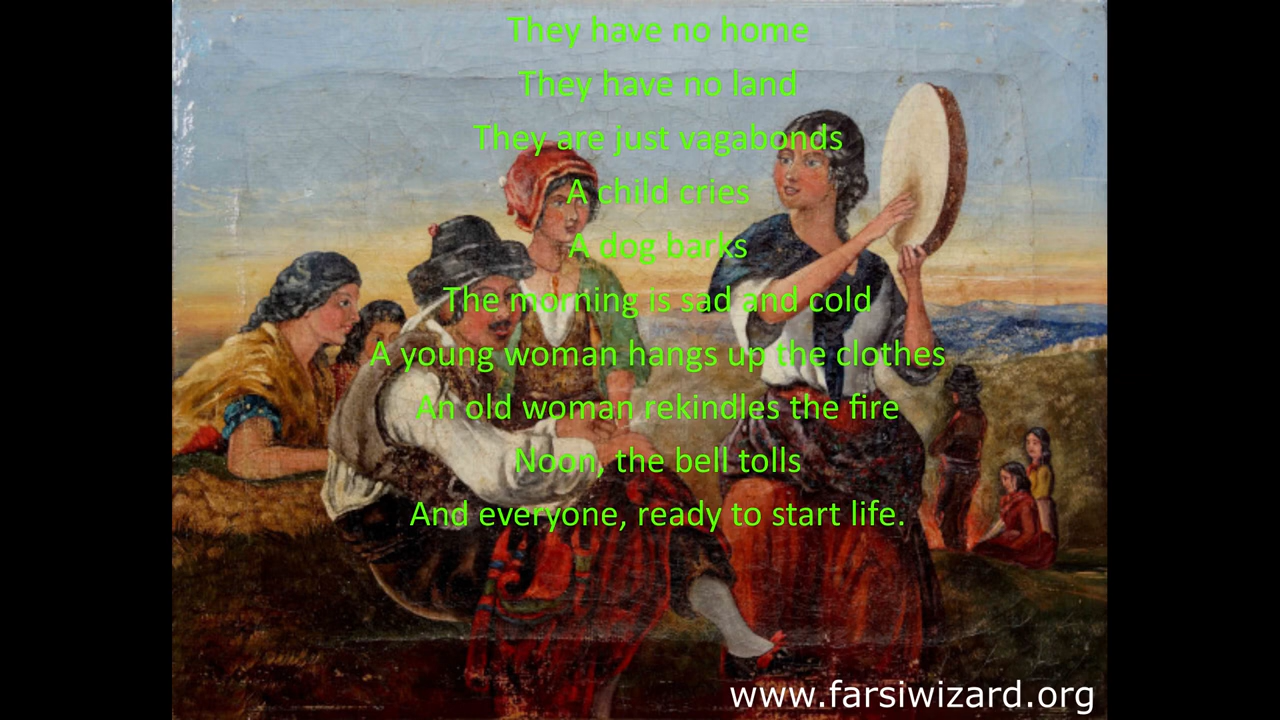 They have no home
They have no land
They are just vagabonds
A child cries
A dog barks
The morning is sad and cold
A young woman hangs up the clothes
An old woman rekindles the fire
Noon, the bell tolls
And everyone, ready to start life.
www.farsiwizard.org